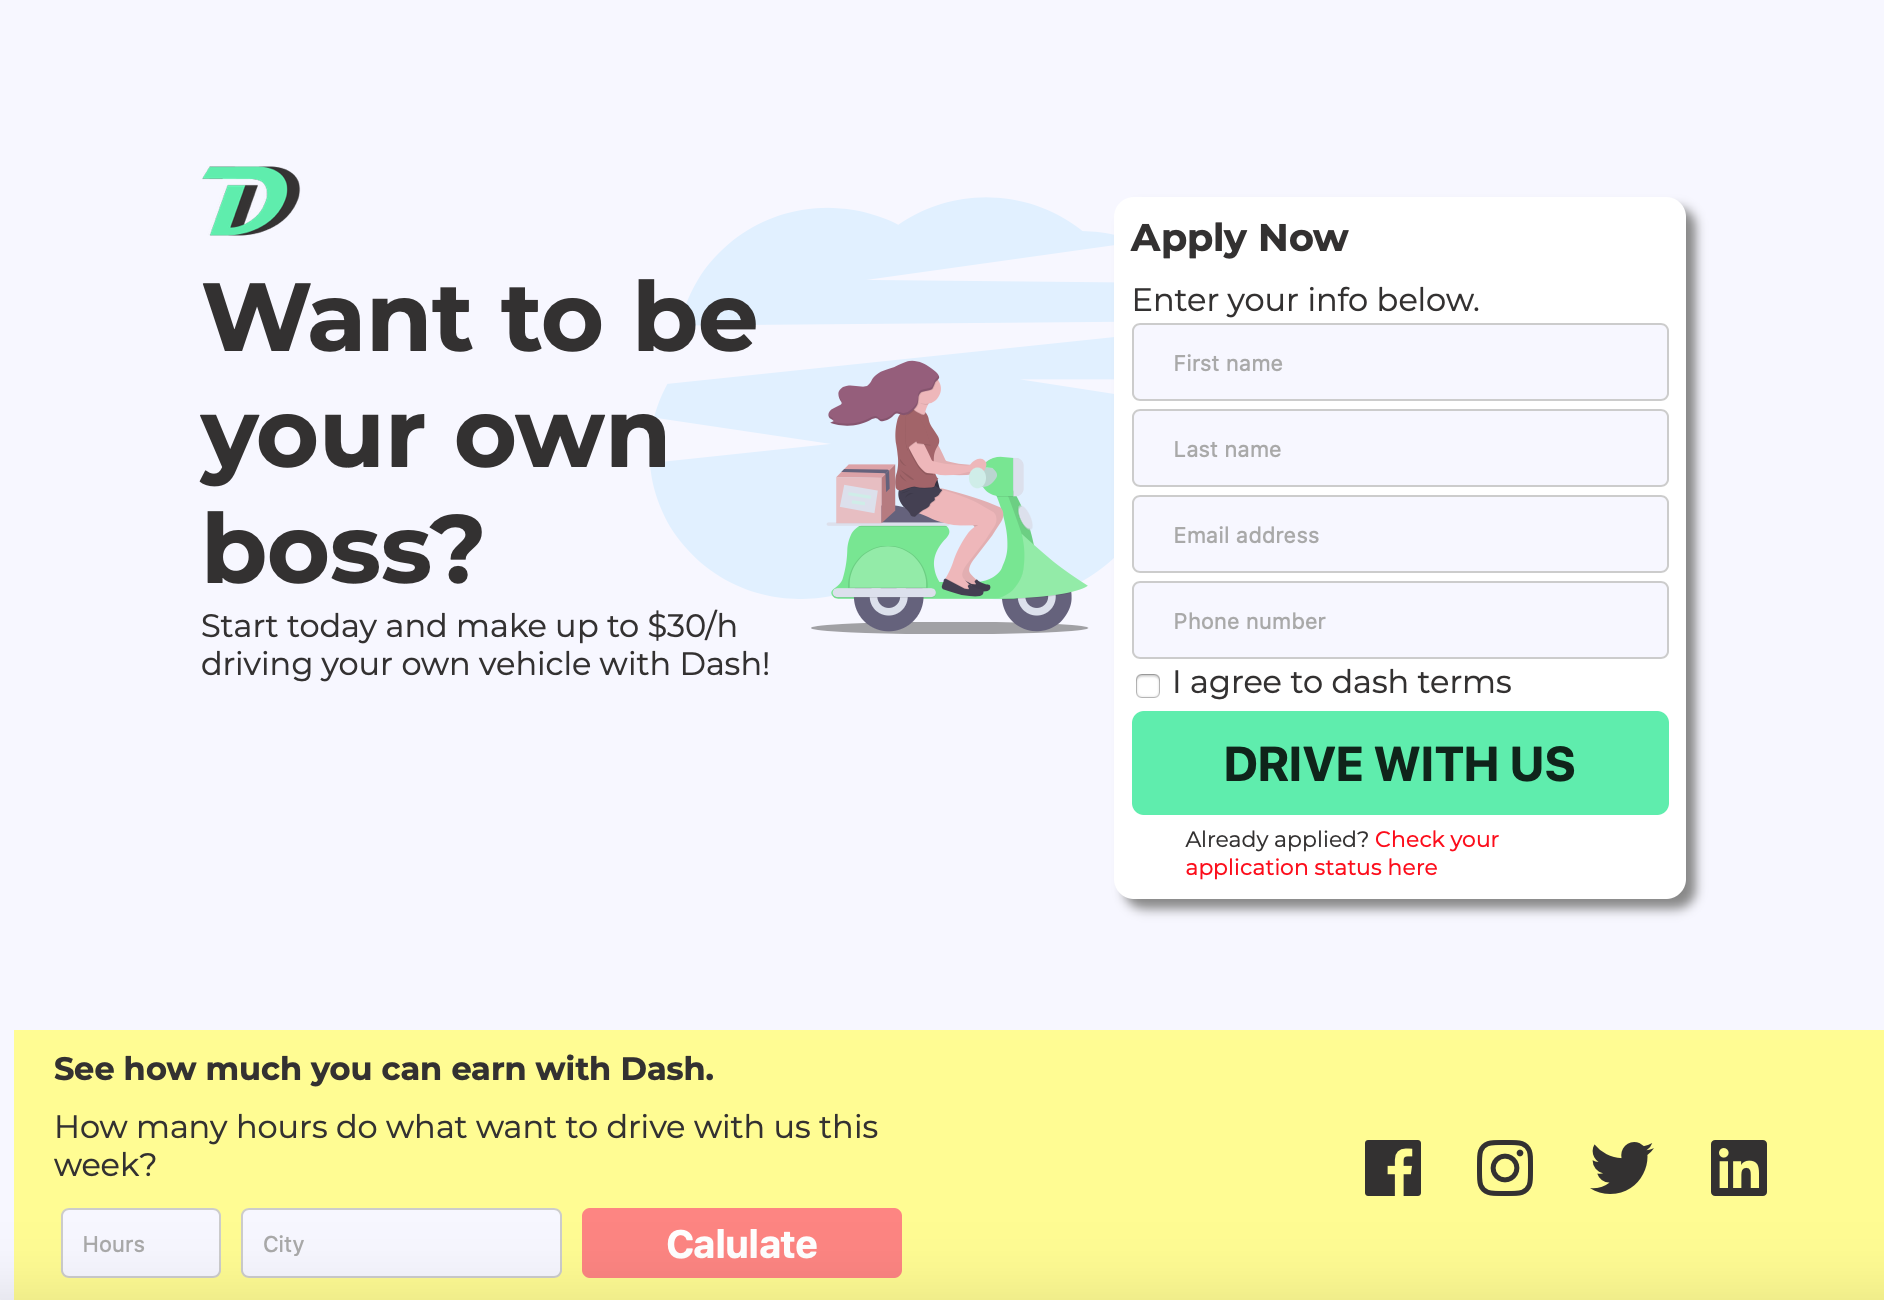 Want to be
your own
boss?
Start today and make up to $30/h
driving your own vehicle with Dash!
Apply Now
Enter your info below.
First name
Last name
Email address
Phone number
I agree to dash terms
DRIVE WITH US
Already applied? Check your
application status here
See how much you can earn with Dash.
How many hours do what want to drive with us this
week?
Hours
City
Calulate